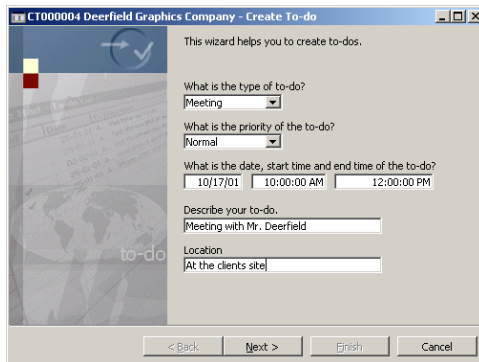 CT000004 Deerfield Graphics Company - Create To-do
This wizard helps you to create to-dos.
What is the type of to-do?
Meeting
What is the priority of the to-do?
Normal
What is the date, start time and end time of the to-do?
10/17/01 10:00:00 AM 12:00:00 PM
Describe your to-do.
Meeting with Mr. Deerfield
Location
At the clients site
to-do
< Back Next > Finish Cancel